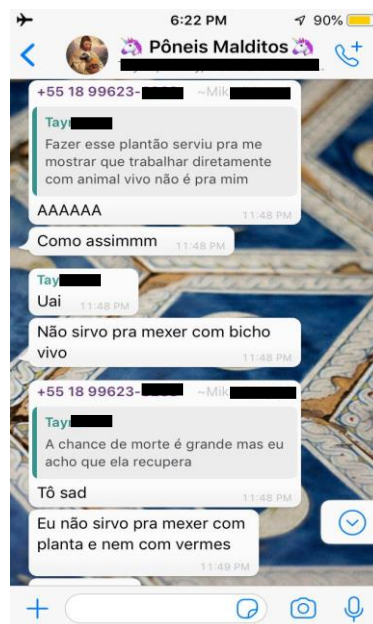 6:22 PM 90%
Pôneis Malditos
+55 18 99623- ~Mik
Tay
Fazer esse plantão serviu pra me
mostrar que trabalhar diretamente
com animal vivo não é pra mim
AAAAAA 11:48 PM
Como assimmm 11:48 PM
Tay
Uai 11:48 PM
Não sirvo pra mexer com bicho
vivo 11:48 PM
+55 18 99623- ~Mik
Tay
A chance de morte é grande mas eu
acho que ela recupera
Tô sad 11:48 PM
Eu não sirvo pra mexer com
planta e nem com vermes
11:49 PM